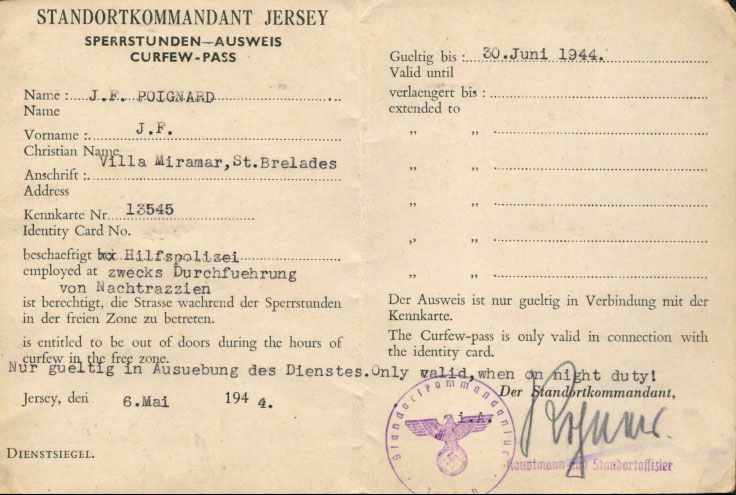 STANDORTKOMMANDANT JERSEY
SPERRSTUNDEN—AUSWEIS
CURFEW-PASS
Name : J.F. POIGNARD
Name
Vorname : J.F.
Christian Name
Villa Miramar, St.Brelades
Anschrift :
Address
Kennkarte Nr. 13545
Identity Card No.
beschaeftigt Hilfspolizei
employed at zwecks Durchfuehrung
von Nachtrazzien
ist berechtigt, die Strasse waehrend der Sperrstunden
in der freien Zone zu betreten.
is entitled to be out of doors during the hours of
curfew in the free zone.
Nur gueltig in Ausuebung des Dienstes. Only valid, when on night duty!
Jersey, den 6.Mai 194 4.
DIENSTSIEGEL.
Gueltig bis : 30.Juni 1944.
Valid until
verlaengert bis :
extended to
„ „
„ „
„ „
„ „
„ „
Der Ausweis ist nur gueltig in Verbindung mit der
Kennkarte.
The Curfew-pass is only valid in connection with
the identity card.
Der Standortkommandant,
i.A.
Hauptmann und Standortoffizier
Standortkommandantur